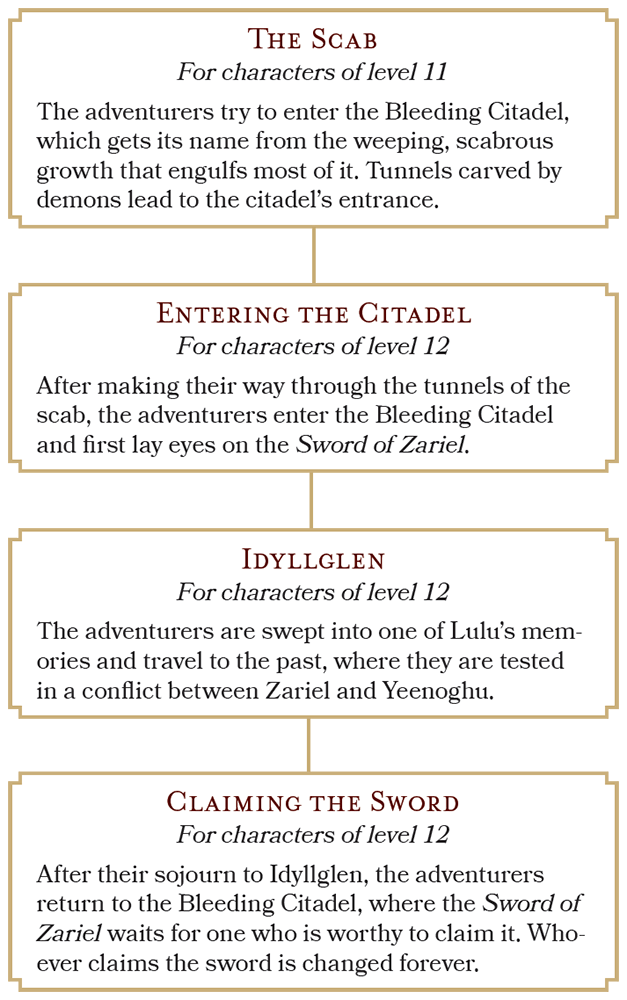 The Scab
For characters of level 11
The adventurers try to enter the Bleeding Citadel,
which gets its name from the weeping, scabrous
growth that engulfs most of it. Tunnels carved by
demons lead to the citadel’s entrance.
Entering the Citadel
For characters of level 12
After making their way through the tunnels of the
scab, the adventurers enter the Bleeding Citadel
and first lay eyes on the Sword of Zariel.
Idyllglen
For characters of level 12
The adventurers are swept into one of Lulu’s mem-
ories and travel to the past, where they are tested
in a conflict between Zariel and Yeenoghu.
Claiming the Sword
For characters of level 12
After their sojourn to Idyllglen, the adventurers
return to the Bleeding Citadel, where the Sword of
Zariel waits for one who is worthy to claim it. Who-
ever claims the sword is changed forever.